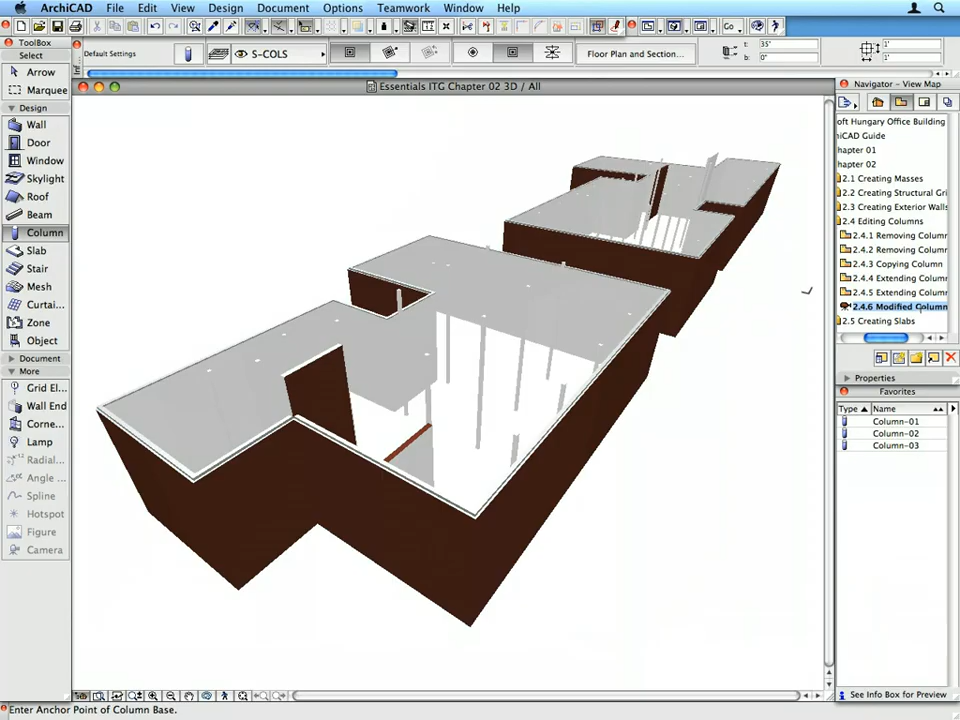 ArchiCAD File Edit View Design Document Options Teamwork Window Help
ToolBox
Select
Arrow
Marquee
Design
Wall
Door
Window
Skylight
Roof
Beam
Column
Slab
Stair
Mesh
Curtai...
Zone
Object
Document
More
Grid El...
Wall End
Corne...
Lamp
Radial...
Angle ...
Spline
Hotspot
Figure
Camera
Default Settings
S-COLS
Floor Plan and Section...
t: 35"
b: 0"
1'
1'
Go
Essentials ITG Chapter 02 3D / All
Navigator - View Map
oft Hungary Office Building
hiCAD Guide
hapter 01
hapter 02
2.1 Creating Masses
2.2 Creating Structural Gri
2.3 Creating Exterior Walls
2.4 Editing Columns
2.4.1 Removing Column
2.4.2 Removing Column
2.4.3 Copying Column
2.4.4 Extending Column
2.4.5 Extending Column
2.4.6 Modified Column
2.5 Creating Slabs
Properties
Favorites
Type Name
Column-01
Column-02
Column-03
See Info Box for Preview
Enter Anchor Point of Column Base.